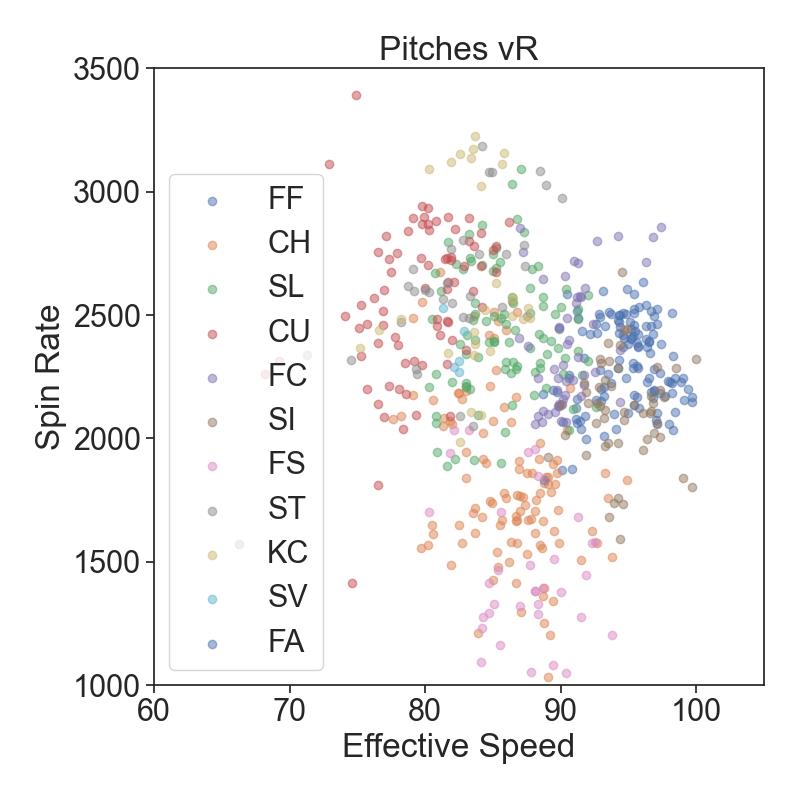 Pitches vR
3500
3000
2500
2000
1500
1000
Spin Rate
FF
CH
SL
CU
FC
SI
FS
ST
KC
SV
FA
60
70
80
90
100
Effective Speed